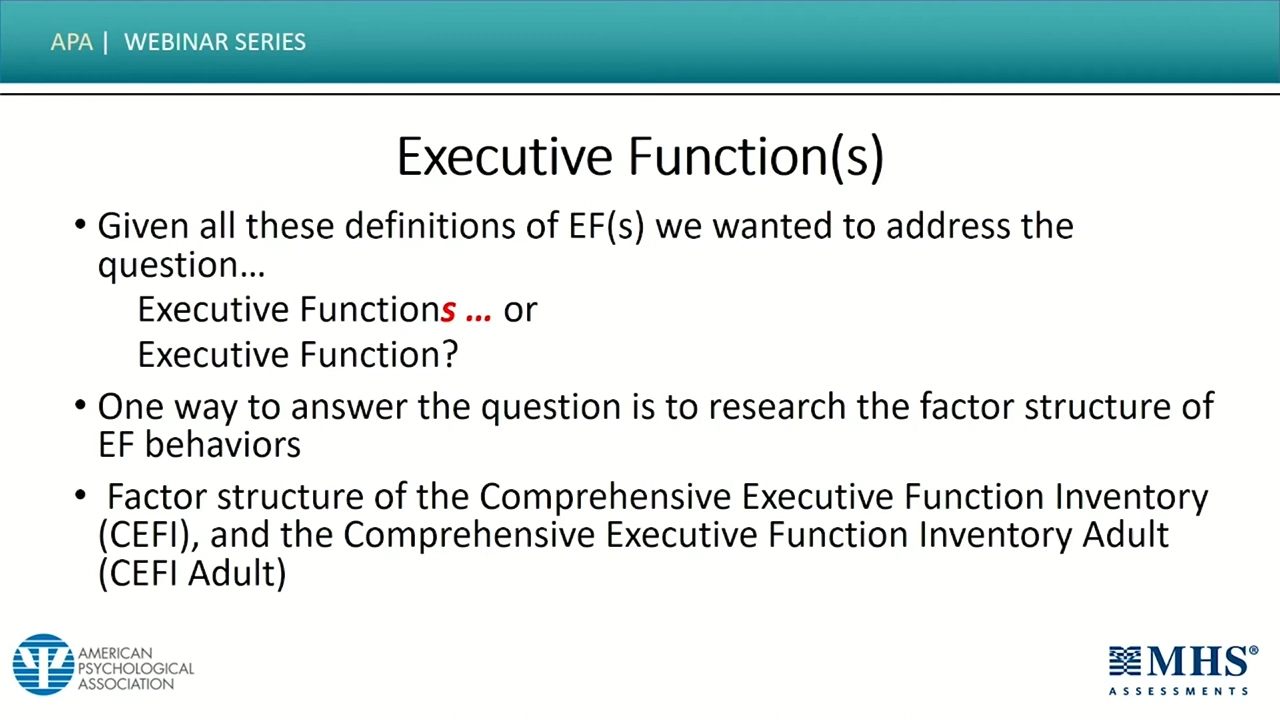 APA | WEBINAR SERIES
Executive Function(s)
• Given all these definitions of EF(s) we wanted to address the
question…
Executive Functions … or
Executive Function?
• One way to answer the question is to research the factor structure of
EF behaviors
• Factor structure of the Comprehensive Executive Function Inventory
(CEFI), and the Comprehensive Executive Function Inventory Adult
(CEFI Adult)
AMERICAN
PSYCHOLOGICAL
ASSOCIATION
MHS®
ASSESSMENTS